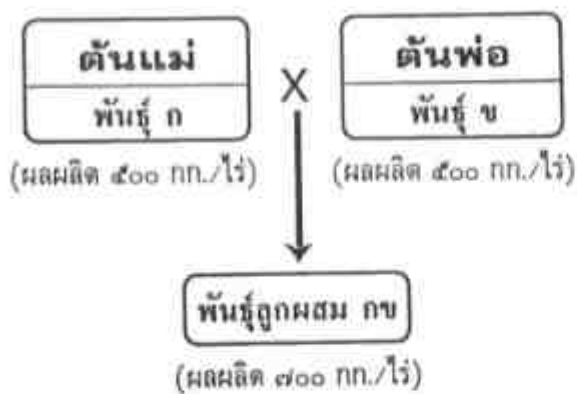 ต้นแม่
พันธุ์ ก
X
ต้นพ่อ
พันธุ์ ข
(ผลผลิต ๕๐๐ กก./ไร่)
(ผลผลิต ๕๐๐ กก./ไร่)
พันธุ์ลูกผสม กข
(ผลผลิต ๗๐๐ กก./ไร่)